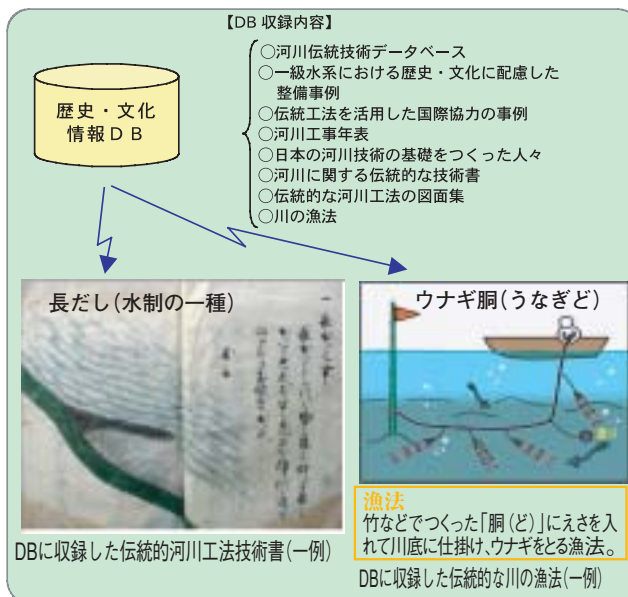 【DB 収録内容】
歴史・文化
情報DB
○河川伝統技術データベース
○一級水系における歴史・文化に配慮した
整備事例
○伝統工法を活用した国際協力の事例
○河川工事年表
○日本の河川技術の基礎をつくった人々
○河川に関する伝統的な技術書
○伝統的な河川工法の図面集
○川の漁法
長だし(水制の一種)
DBに収録した伝統的河川工法技術書(一例)
ウナギ胴(うなぎど)
漁法
竹などでつくった「胴(ど)」にえさを入
れて川底に仕掛け、ウナギをとる漁法。
DBに収録した伝統的な川の漁法(一例)